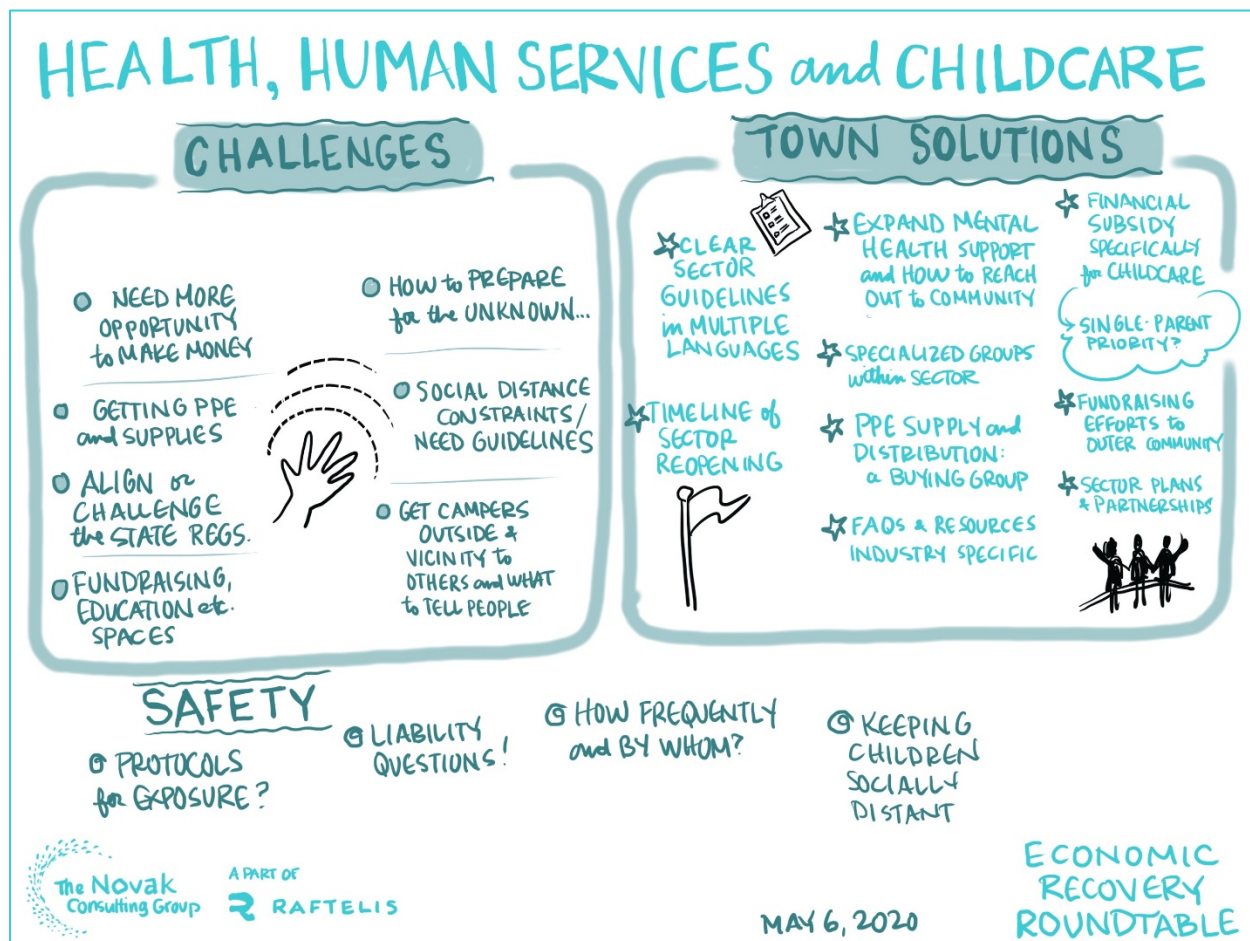 HEALTH, HUMAN SERVICES and CHILDCARE
CHALLENGES
NEED MORE
OPPORTUNITY
to MAKE MONEY
GETTING PPE
and SUPPLIES
ALIGN or
CHALLENGE
the STATE REGS.
FUNDRAISING,
EDUCATION etc.
SPACES
HOW to PREPARE
for the UNKNOWN...
SOCIAL DISTANCE
CONSTRAINTS/
NEED GUIDELINES
GET CAMPERS
OUTSIDE &
VICINITY to
OTHERS and WHAT
to TELL PEOPLE
TOWN SOLUTIONS
CLEAR
SECTOR
GUIDELINES
in MULTIPLE
LANGUAGES
TIMELINE of
SECTOR
REOPENING
EXPAND MENTAL
HEALTH SUPPORT
and HOW to REACH
OUT to COMMUNITY
SPECIALIZED GROUPS
within SECTOR
PPE SUPPLY and
DISTRIBUTION:
a BUYING GROUP
FAQs & RESOURCES
INDUSTRY SPECIFIC
FINANCIAL
SUBSIDY
SPECIFICALLY
for CHILDCARE
SINGLE-PARENT
PRIORITY?
FUNDRAISING
EFFORTS to
OUTER COMMUNITY
SECTOR PLANS
& PARTNERSHIPS
SAFETY
PROTOCOLS
for EXPOSURE?
LIABILITY
QUESTIONS!
HOW FREQUENTLY
and BY WHOM?
KEEPING
CHILDREN
SOCIALLY
DISTANT
The Novak
Consulting Group
A PART OF
RAFTELIS
MAY 6, 2020
ECONOMIC
RECOVERY
ROUNDTABLE